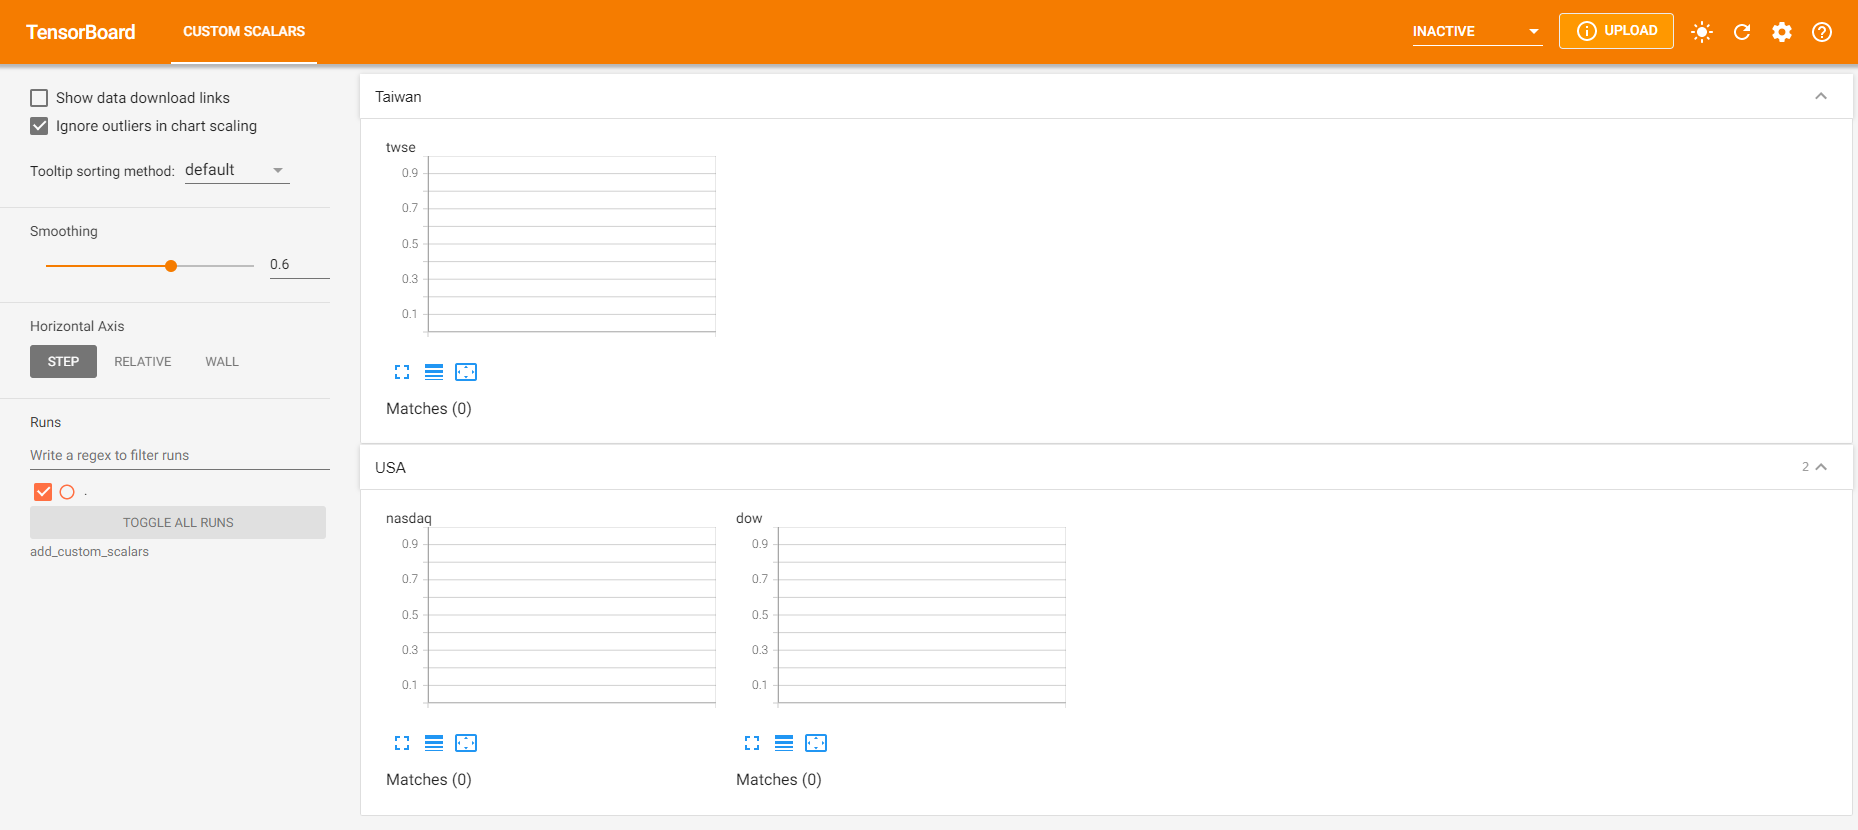 TensorBoard
CUSTOM SCALARS
INACTIVE
UPLOAD
Show data download links
Ignore outliers in chart scaling
Tooltip sorting method: default
Smoothing
0.6
Horizontal Axis
STEP RELATIVE WALL
Runs
Write a regex to filter runs
.
TOGGLE ALL RUNS
add_custom_scalars
Taiwan
twse
0.9
0.7
0.5
0.3
0.1
Matches (0)
USA
2
nasdaq
0.9
0.7
0.5
0.3
0.1
Matches (0)
dow
0.9
0.7
0.5
0.3
0.1
Matches (0)